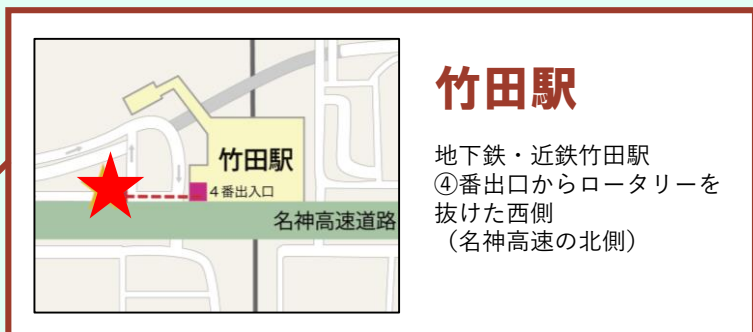 竹田駅
4番出入口
名神高速道路
竹田駅
地下鉄・近鉄竹田駅
④番出口からロータリーを
抜けた西側
（名神高速の北側）